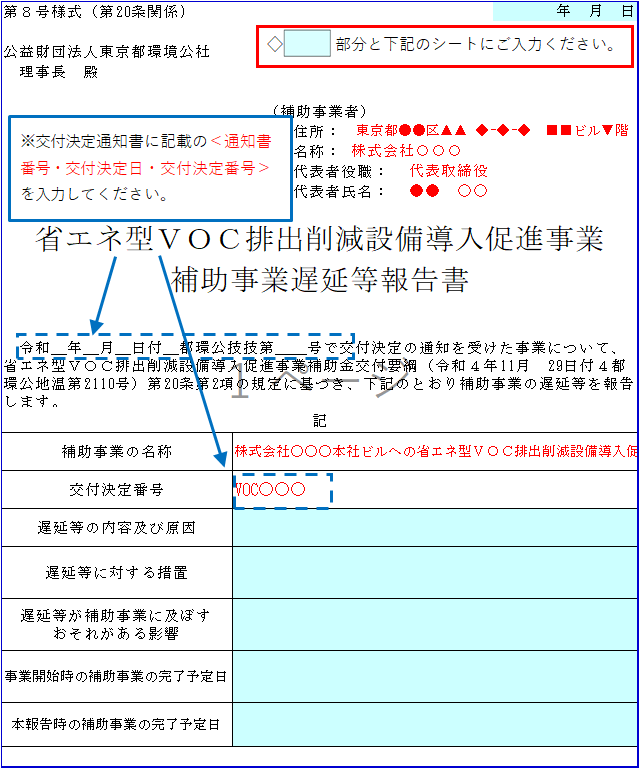 第８号様式（第20条関係）
年　月　日
◇　部分と下記のシートにご入力ください。
公益財団法人東京都環境公社
理事長　殿
（補助事業者）
住所：　東京都●●区▲▲　◆-◆-◆　■■ビル▼階
名称：　株式会社○○○
代表者役職：　代表取締役
代表者氏名：　●●　○○
※交付決定通知書に記載の＜通知書
番号・交付決定日・交付決定番号＞
を入力してください。
省エネ型ＶＯＣ排出削減設備導入促進事業
補助事業遅延等報告書
令和__年__月__日付__都環公技技第____号で交付決定の通知を受けた事業について、
省エネ型ＶＯＣ排出削減設備導入促進事業補助金交付要綱（令和４年11月　29日付４都
環公地温第2110号）第20条第2項の規定に基づき、下記のとおり補助事業の遅延等を報告
します。
1 ページ
記
補助事業の名称　株式会社○○○本社ビルへの省エネ型ＶＯＣ排出削減設備導入促
交付決定番号　VOC○○○
遅延等の内容及び原因
遅延等に対する措置
遅延等が補助事業に及ぼす
おそれがある影響
事業開始時の補助事業の完了予定日
本報告時の補助事業の完了予定日